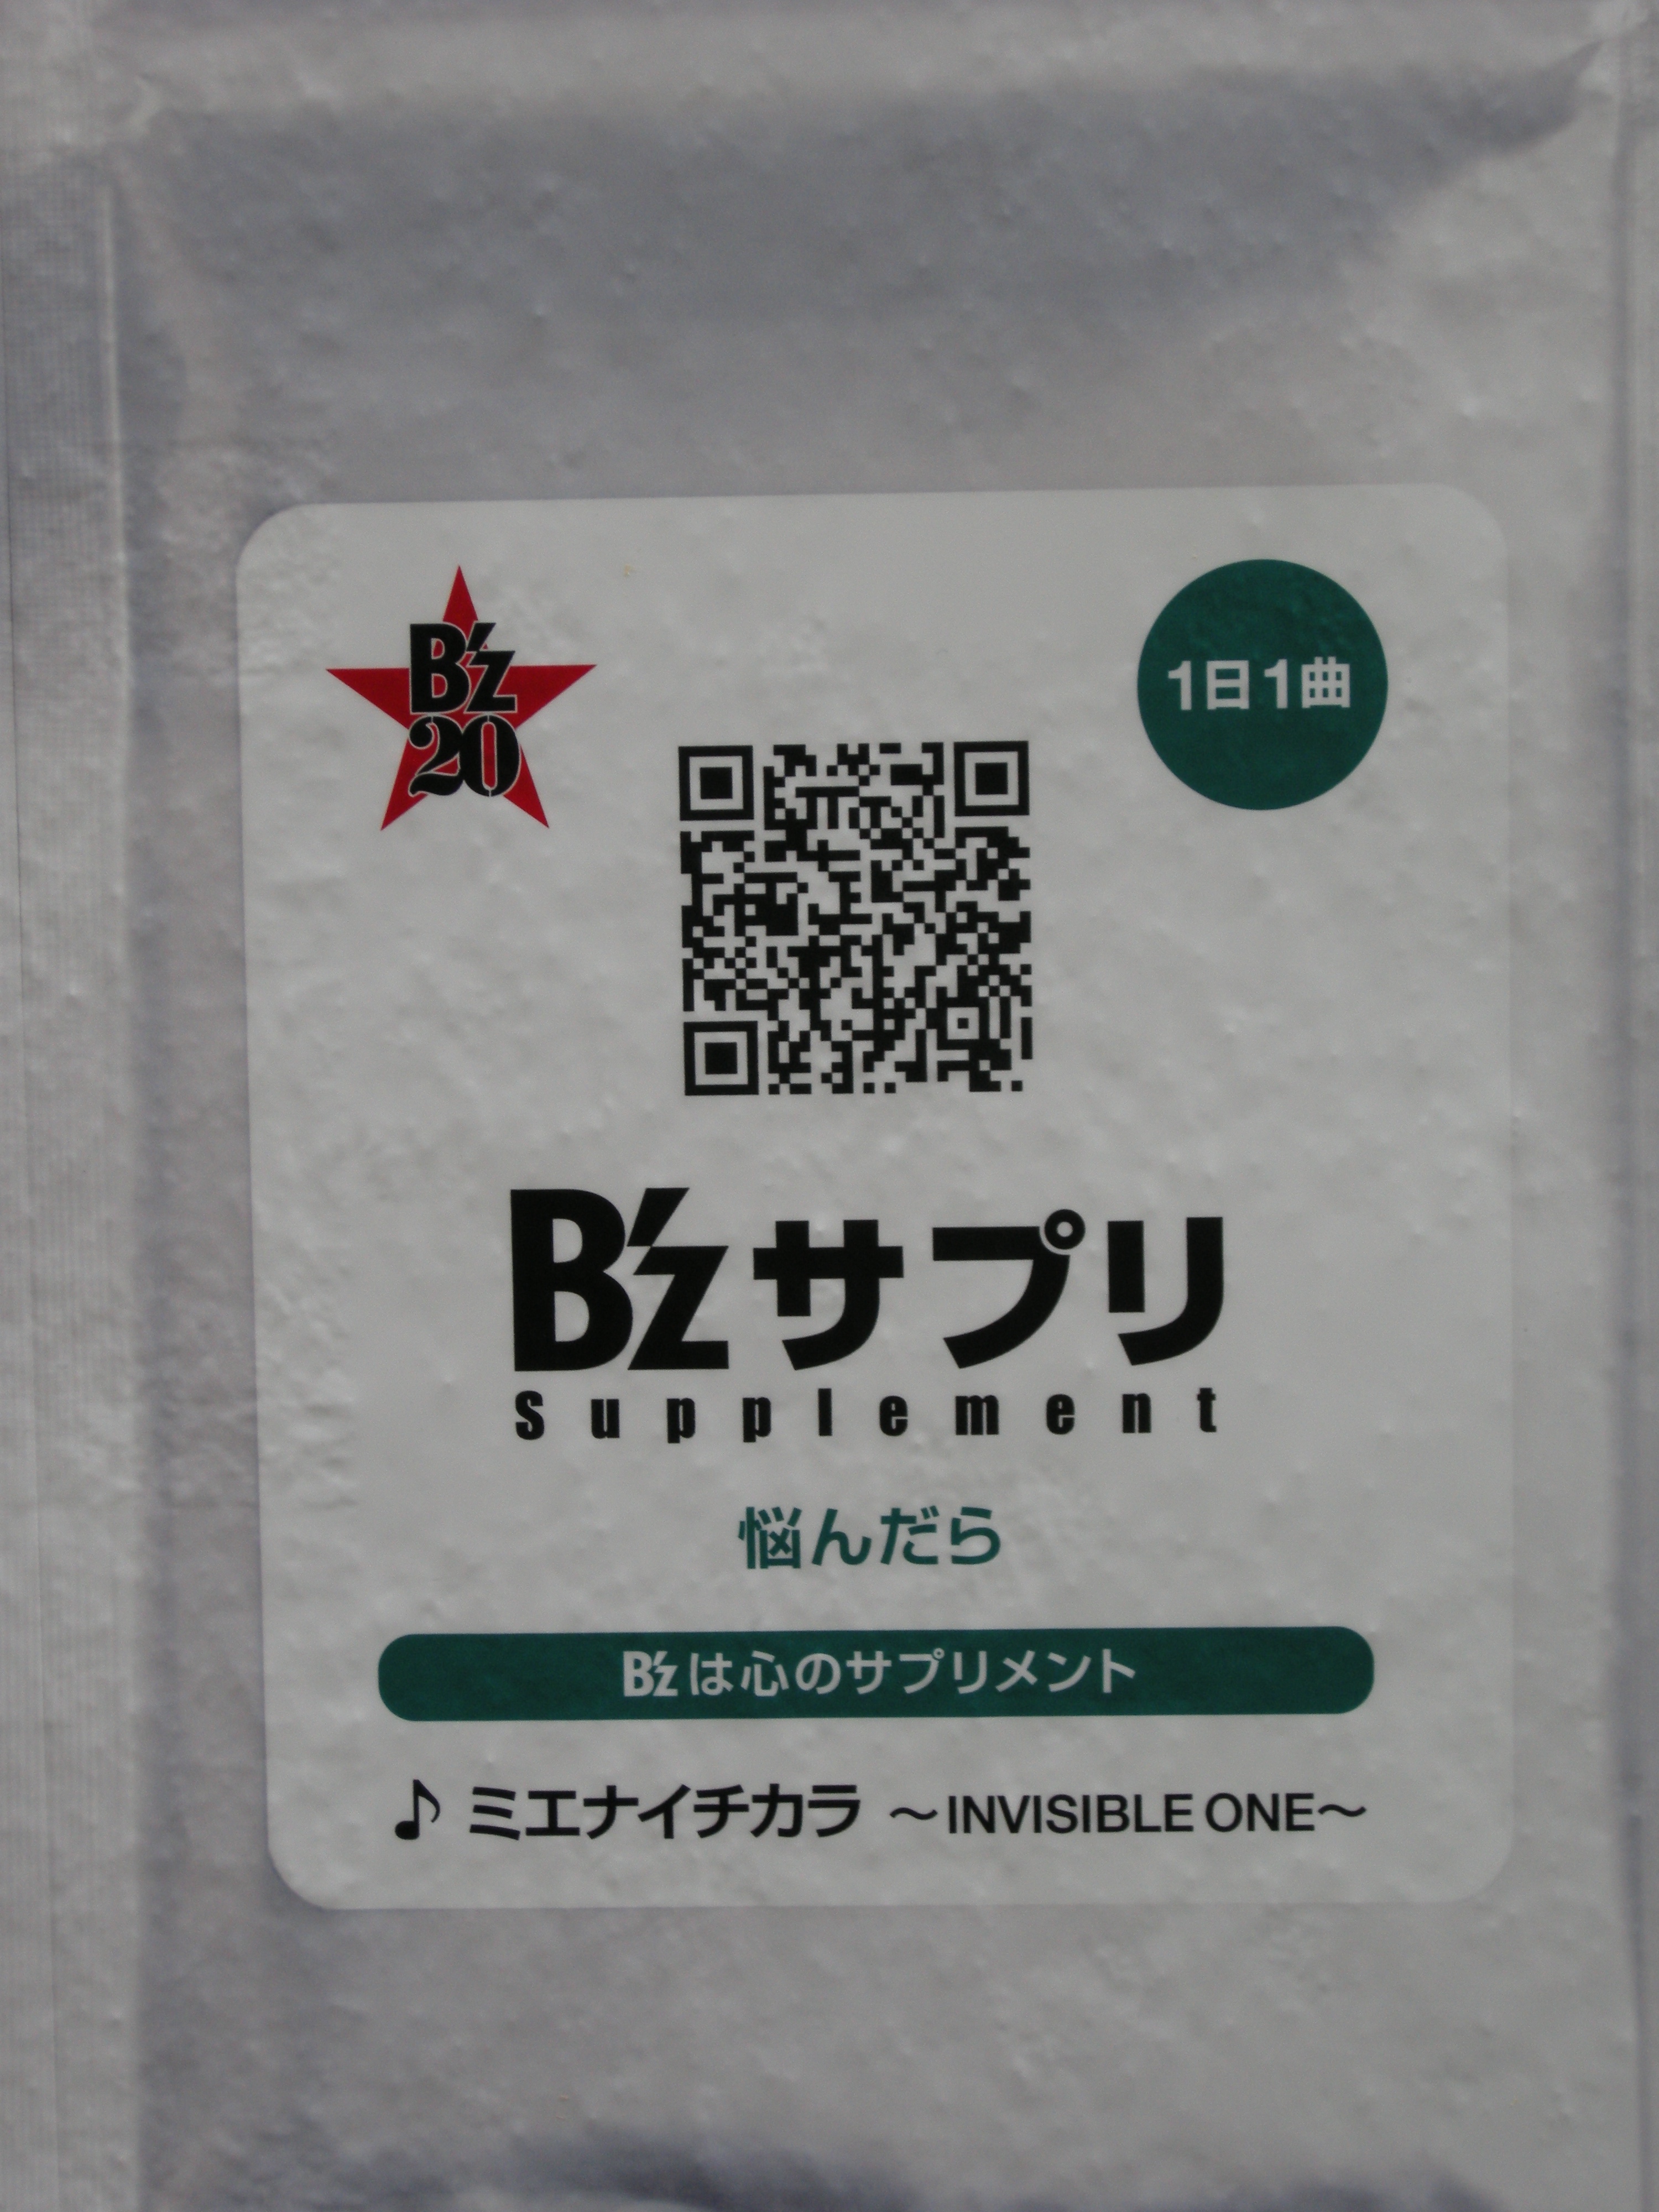 B'z
20
1日1曲
B'zサプリ
Supplement
悩んだら
B'zは心のサプリメント
♪ ミエナイチカラ ～INVISIBLE ONE～